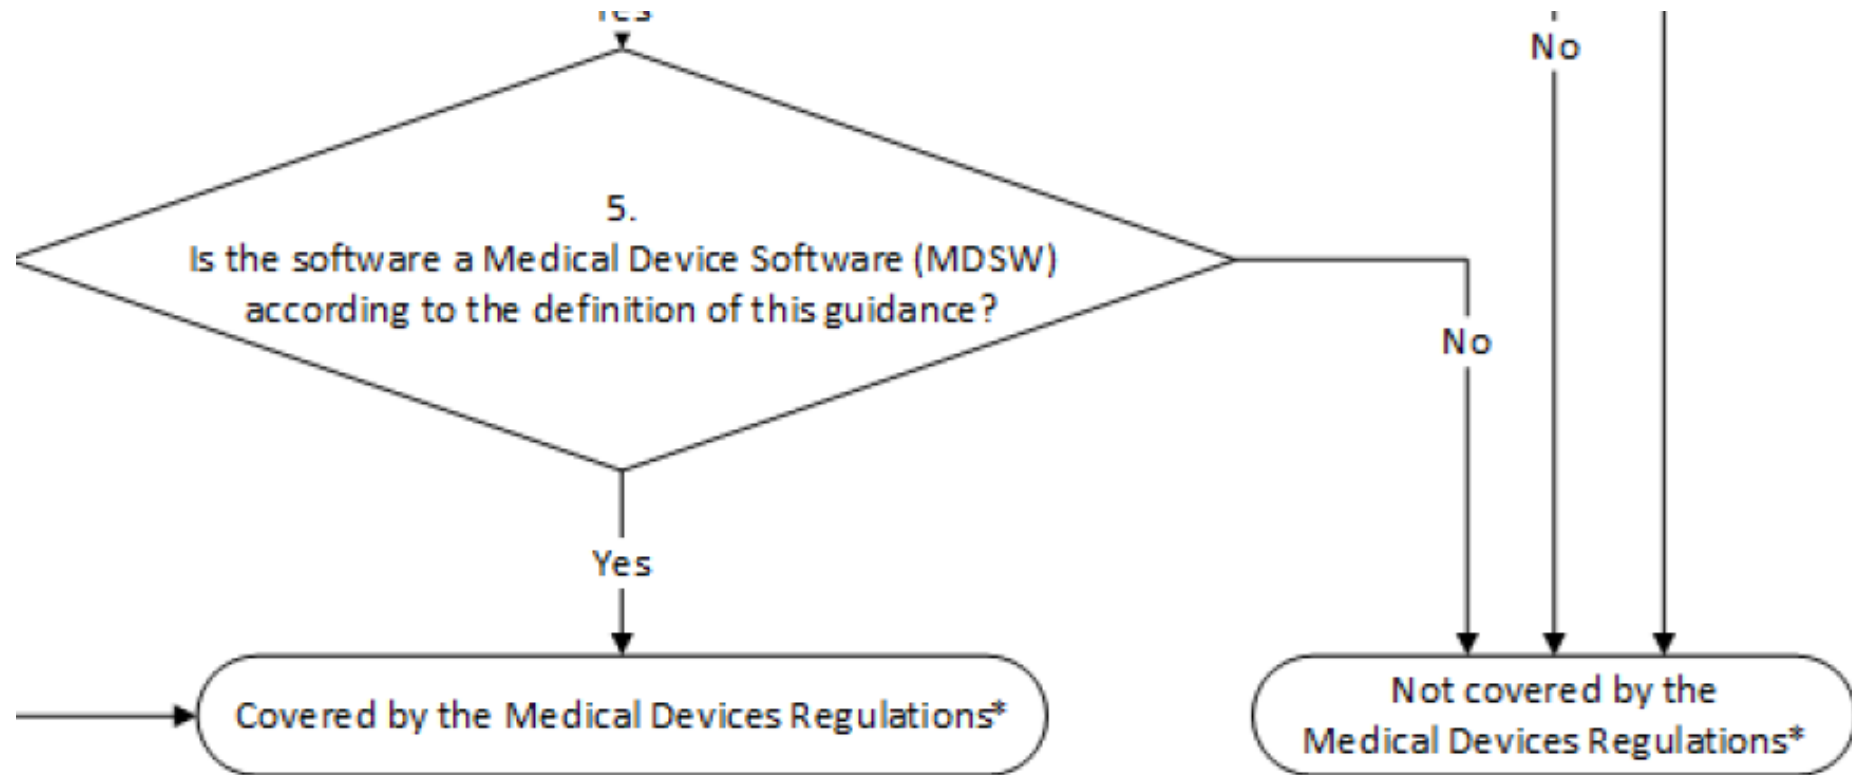 Yes
No
5.
Is the software a Medical Device Software (MDSW)
according to the definition of this guidance?
No
Yes
Covered by the Medical Devices Regulations*
Not covered by the
Medical Devices Regulations*